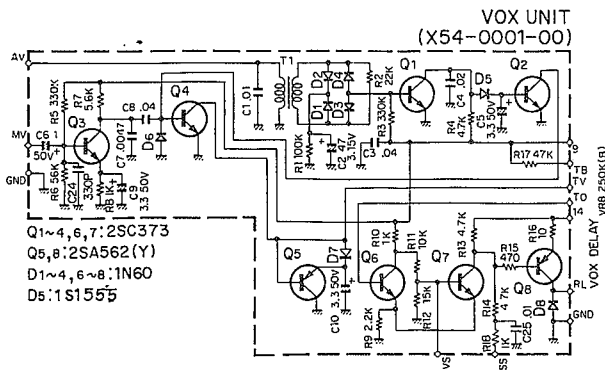 VOX UNIT
(X54-0001-00)
AV
T1
D2
D4
R2
22K
Q1
C4 .02
D5
Q2
R5 330K
R7
5.6K
C8 .04
Q4
C1 .01
D1
D3
R3 330K
R4
47K
C5
3.3 50V
Q3
MV
C6 1
50V
C7 .0047
D6
R1 100K
C2 47
3.15V
C3 .04
R17 47K
9
TB
TV
TO
14
GND
R6 56K
C24
330P
R8 1K
C9
3.3 50V
Q1~4,6,7:2SC373
Q5,8:2SA562(Y)
D1~4,6~8:1N60
D5:1S1555
Q5
D7
C10 3.3 50V
R10
1K
R11
10K
Q6
R9 2.2K
15K
R12
Q7
R13 4.7K
R15
470
R14
4.7K
R16
10
Q8
D8
C25 .01
R18
1K
RL
GND
VS
SS
VOX DELAY
VR8 250K(B)